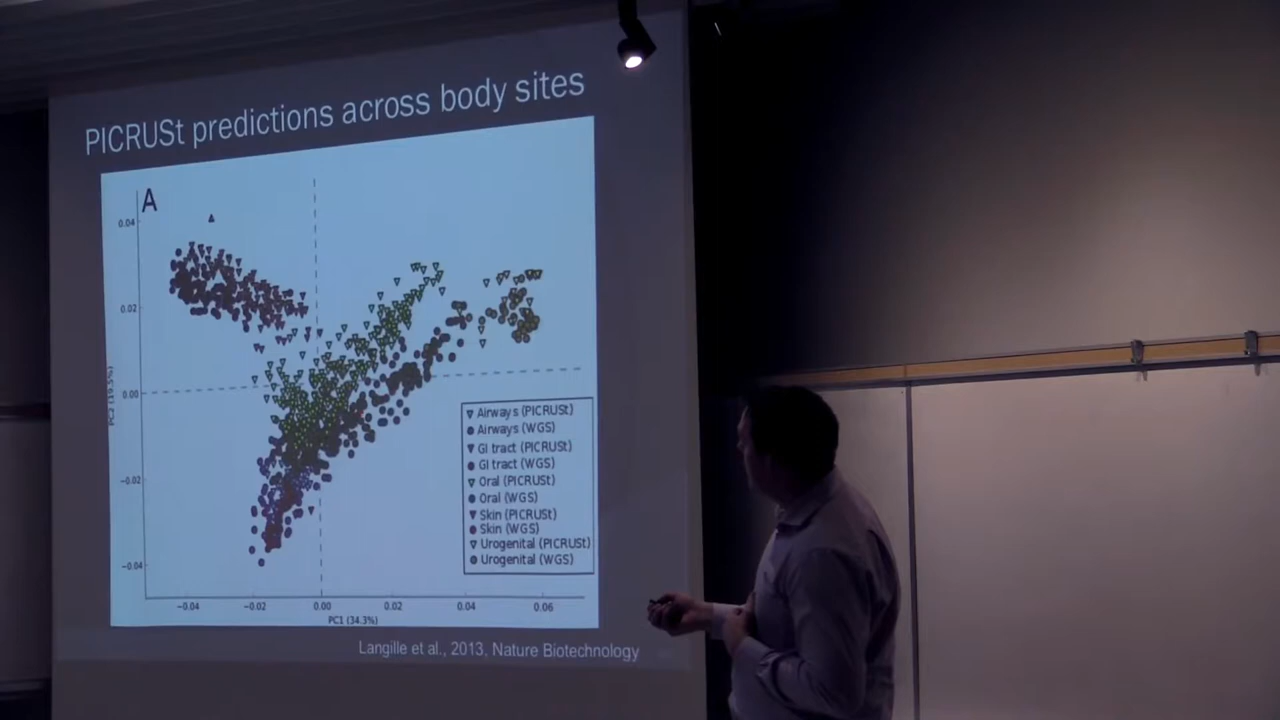 PICRUSt predictions across body sites
A
0.04
0.02
0.00
−0.02
−0.04
PC2 (19.5%)
Airways (PICRUSt)
Airways (WGS)
GI tract (PICRUSt)
GI tract (WGS)
Oral (PICRUSt)
Oral (WGS)
Skin (PICRUSt)
Skin (WGS)
Urogenital (PICRUSt)
Urogenital (WGS)
−0.04 −0.02 0.00 0.02 0.04 0.06
PC1 (34.3%)
Langille et al., 2013, Nature Biotechnology